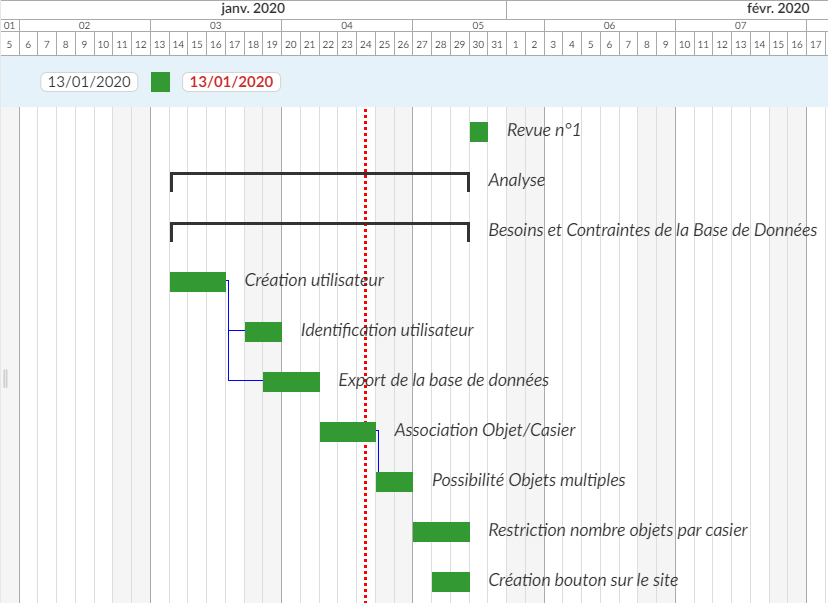 janv. 2020 févr. 2020
01 02 03 04 05 06 07
5 6 7 8 9 10 11 12 13 14 15 16 17 18 19 20 21 22 23 24 25 26 27 28 29 30 31 1 2 3 4 5 6 7 8 9 10 11 12 13 14 15 16 17
13/01/2020 13/01/2020
Revue n°1
Analyse
Besoins et Contraintes de la Base de Données
Création utilisateur
Identification utilisateur
Export de la base de données
Association Objet/Casier
Possibilité Objets multiples
Restriction nombre objets par casier
Création bouton sur le site